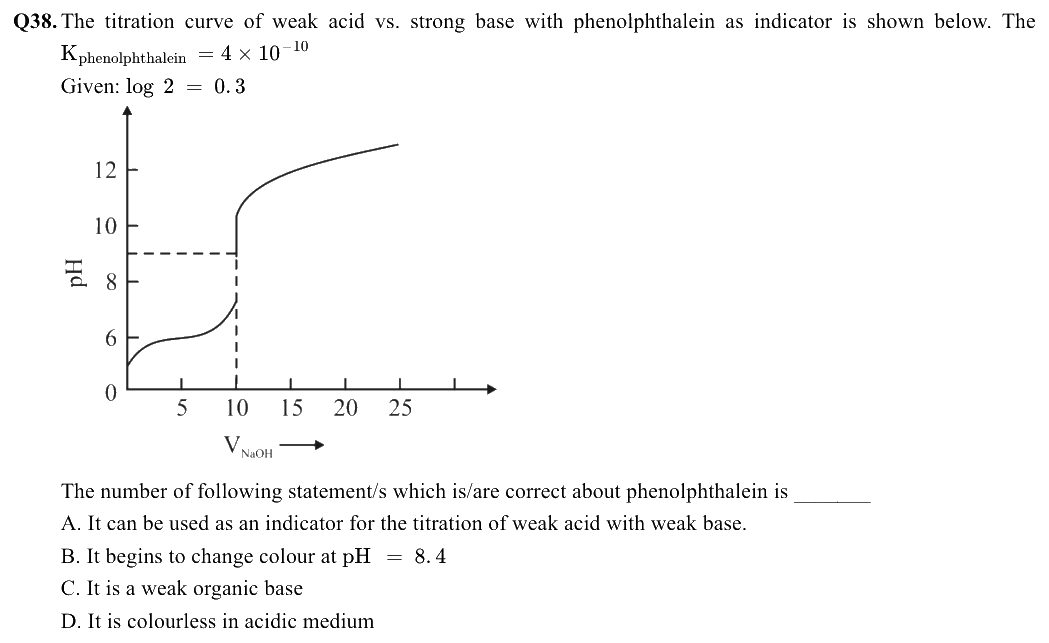 Q38. The titration curve of weak acid vs. strong base with phenolphthalein as indicator is shown below. The
K_phenolphthalein = 4 × 10⁻¹⁰
Given: log 2 = 0.3
12
10
pH
8
6
0
5 10 15 20 25
V_NaOH
The number of following statement/s which is/are correct about phenolphthalein is ______
A. It can be used as an indicator for the titration of weak acid with weak base.
B. It begins to change colour at pH = 8.4
C. It is a weak organic base
D. It is colourless in acidic medium